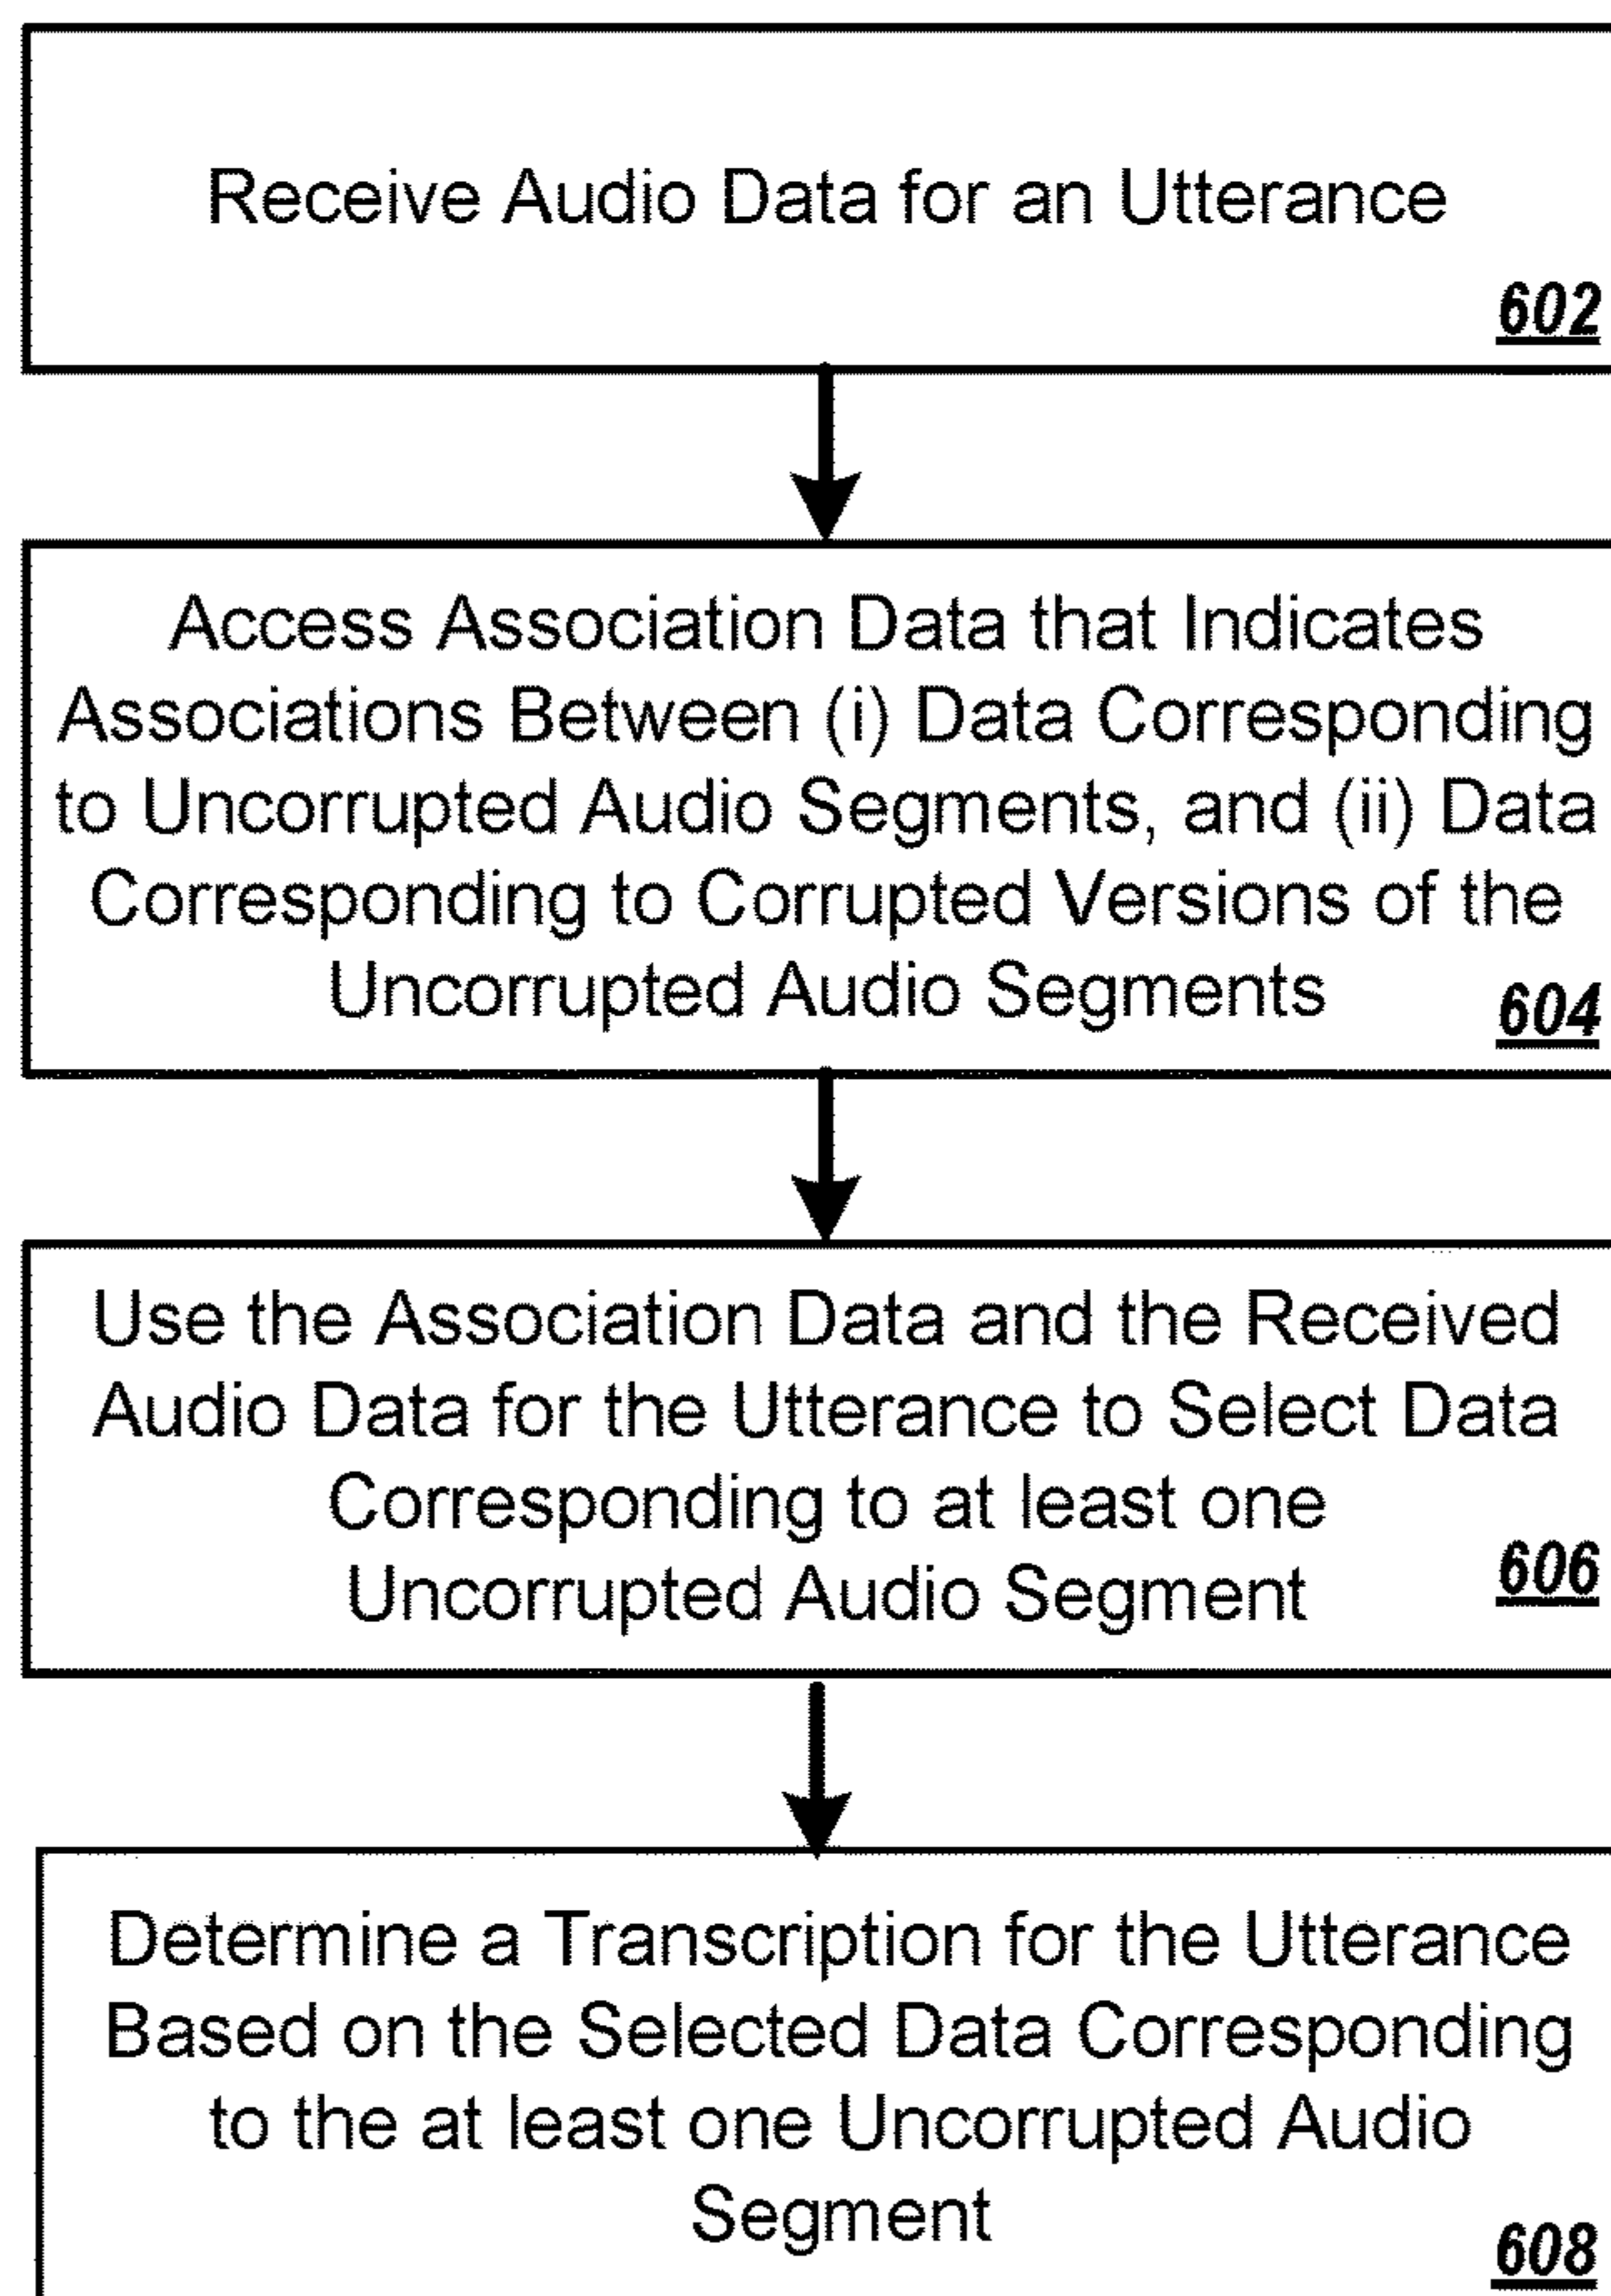 Receive Audio Data for an Utterance
602
Access Association Data that Indicates
Associations Between (i) Data Corresponding
to Uncorrupted Audio Segments, and (ii) Data
Corresponding to Corrupted Versions of the
Uncorrupted Audio Segments
604
Use the Association Data and the Received
Audio Data for the Utterance to Select Data
Corresponding to at least one
Uncorrupted Audio Segment
606
Determine a Transcription for the Utterance
Based on the Selected Data Corresponding
to the at least one Uncorrupted Audio
Segment
608